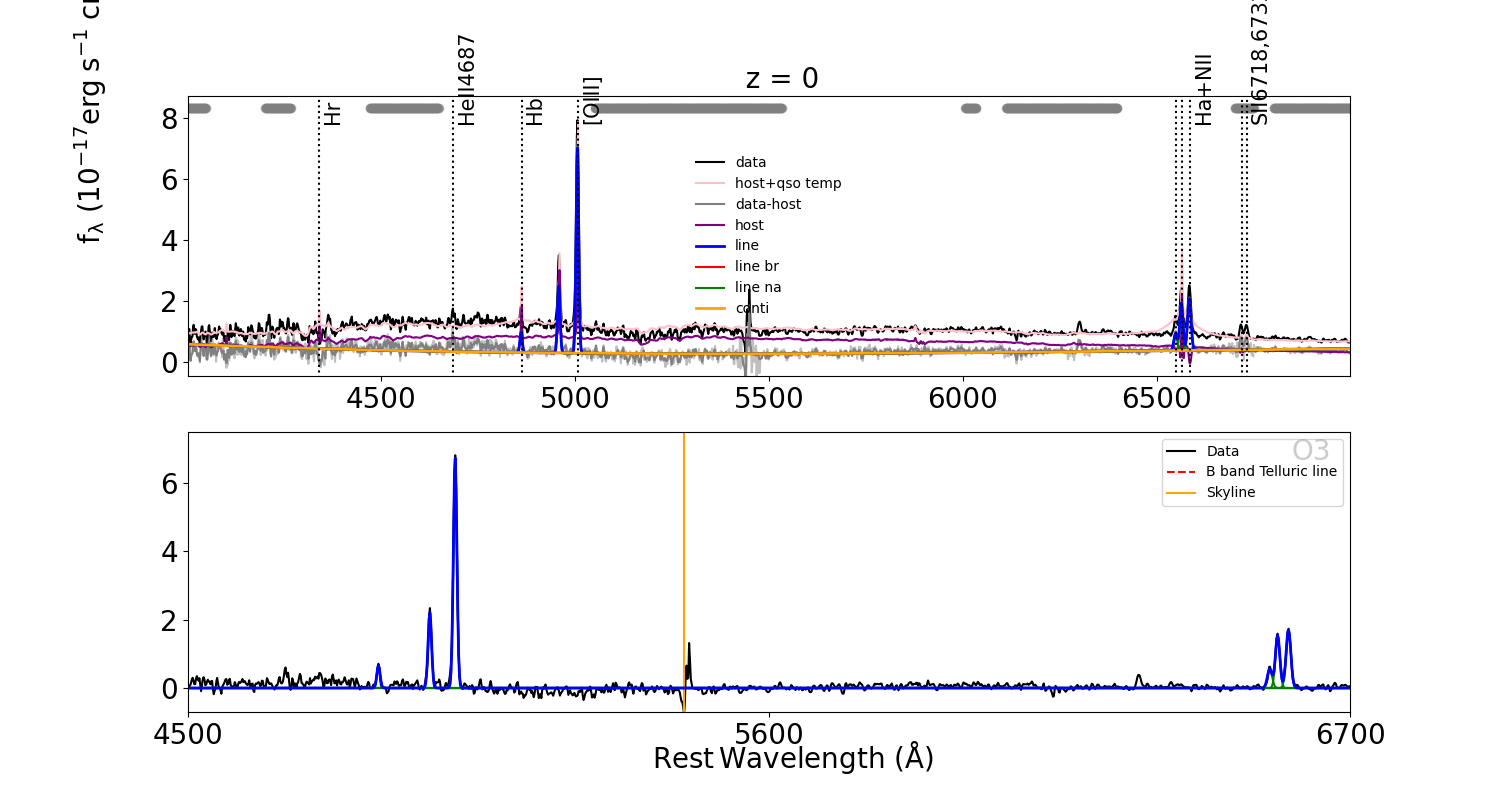 z = 0
f_λ (10^−17 erg s^−1
Hr
HeII4687
Hb
[OIII]
Ha+NII
SII6718,673
8
6
4
2
0
data
host+qso temp
data-host
host
line
line br
line na
conti
4500
5000
5500
6000
6500
O3
Data
B band Telluric line
Skyline
6
4
2
0
4500
5600
6700
Rest Wavelength (Å)